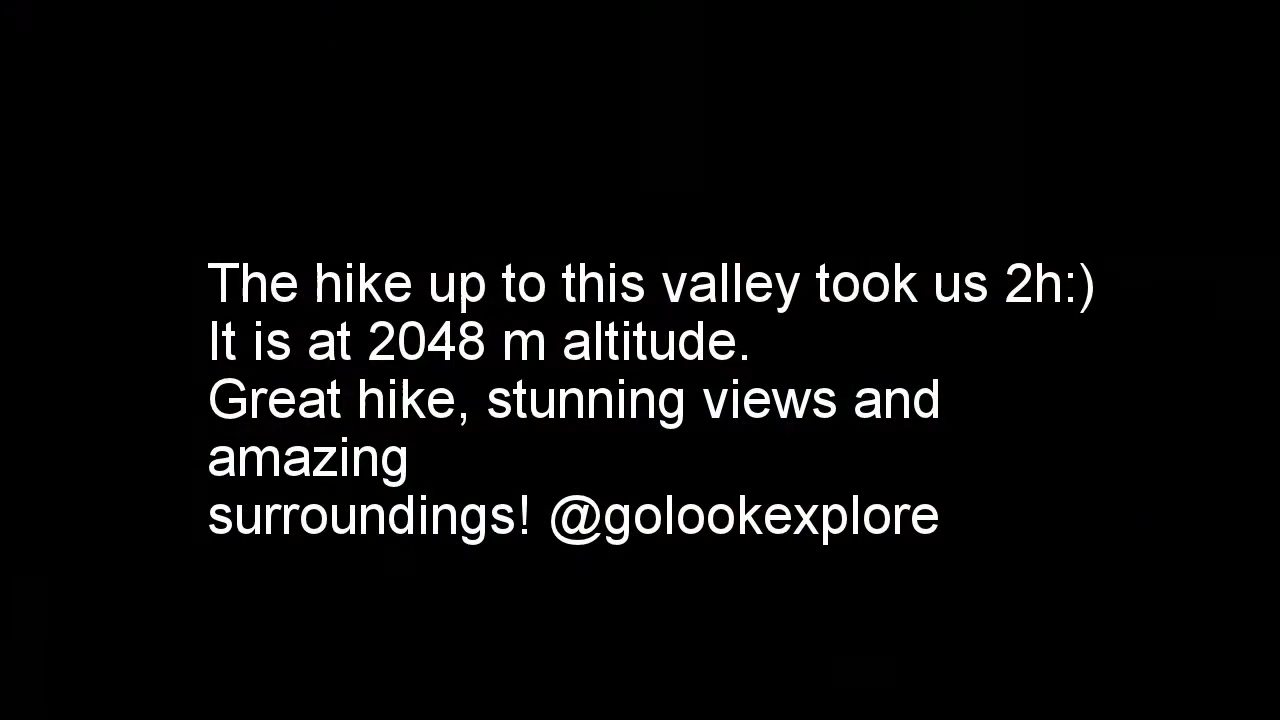 The hike up to this valley took us 2h:)
It is at 2048 m altitude.
Great hike, stunning views and
amazing
surroundings! @golookexplore